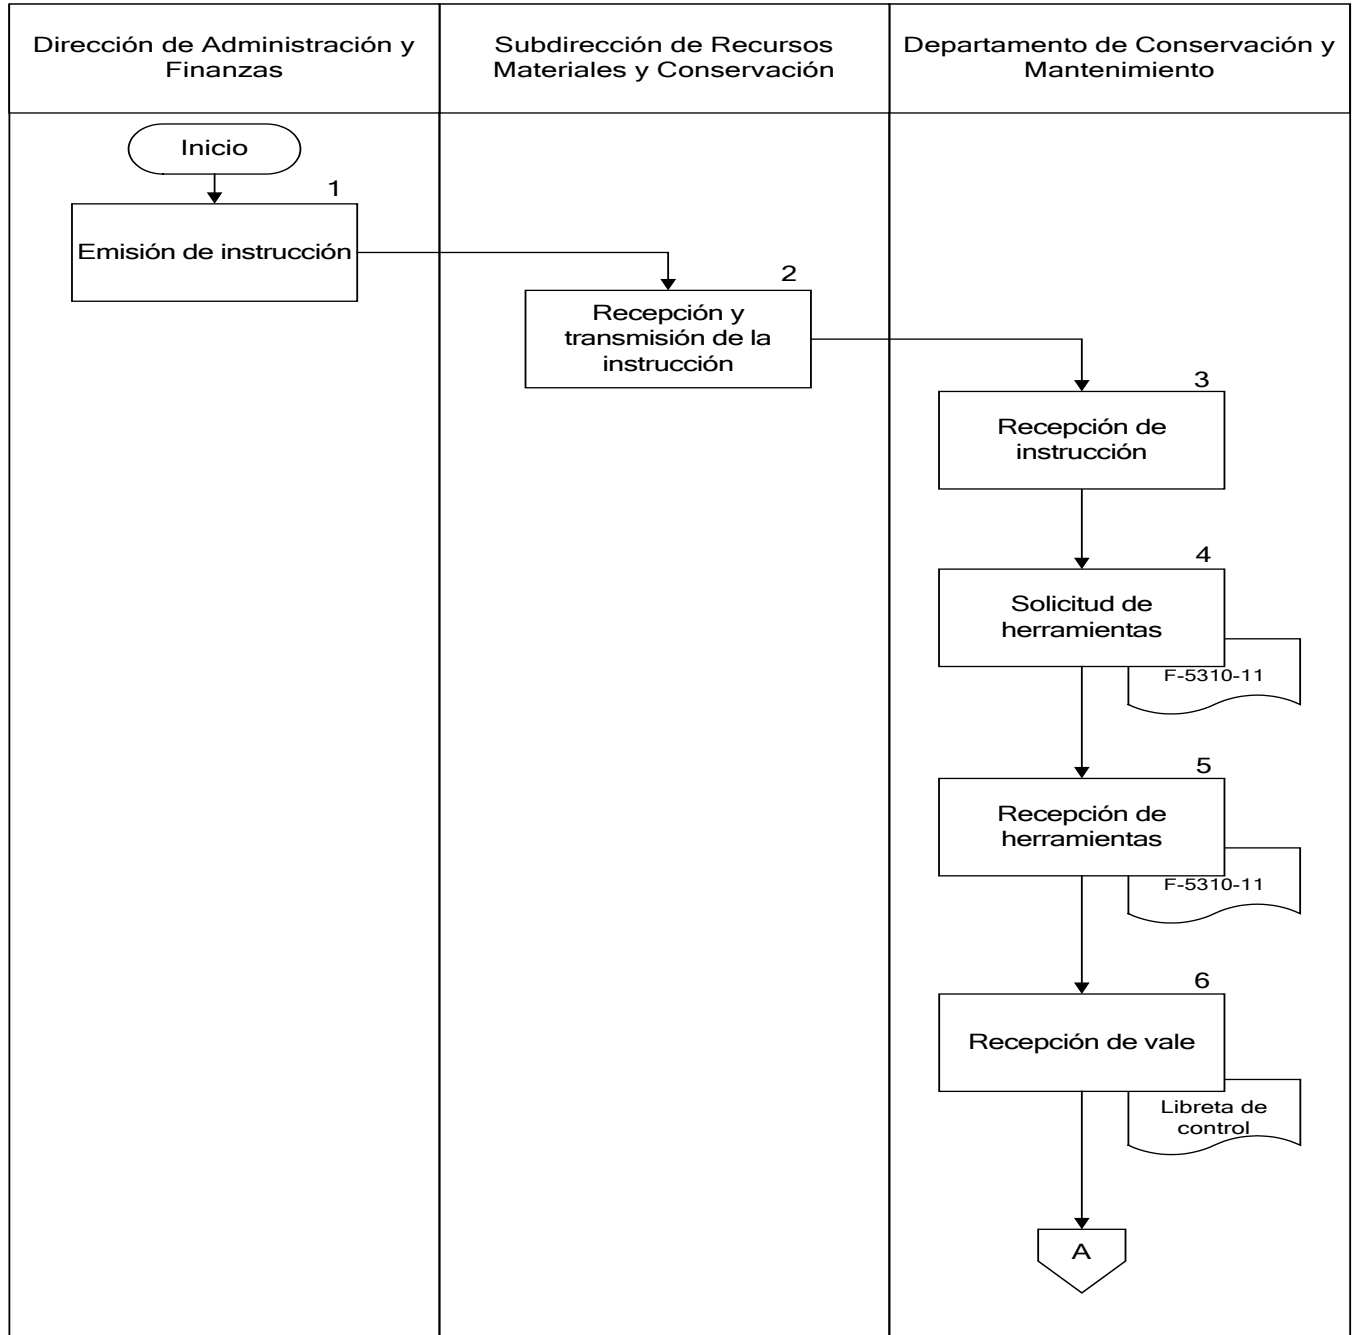 Dirección de Administración y
Finanzas
Subdirección de Recursos
Materiales y Conservación
Departamento de Conservación y
Mantenimiento
Inicio
1
Emisión de instrucción
2
Recepción y
transmisión de la
instrucción
3
Recepción de
instrucción
4
Solicitud de
herramientas
F-5310-11
5
Recepción de
herramientas
F-5310-11
6
Recepción de vale
Libreta de
control
A